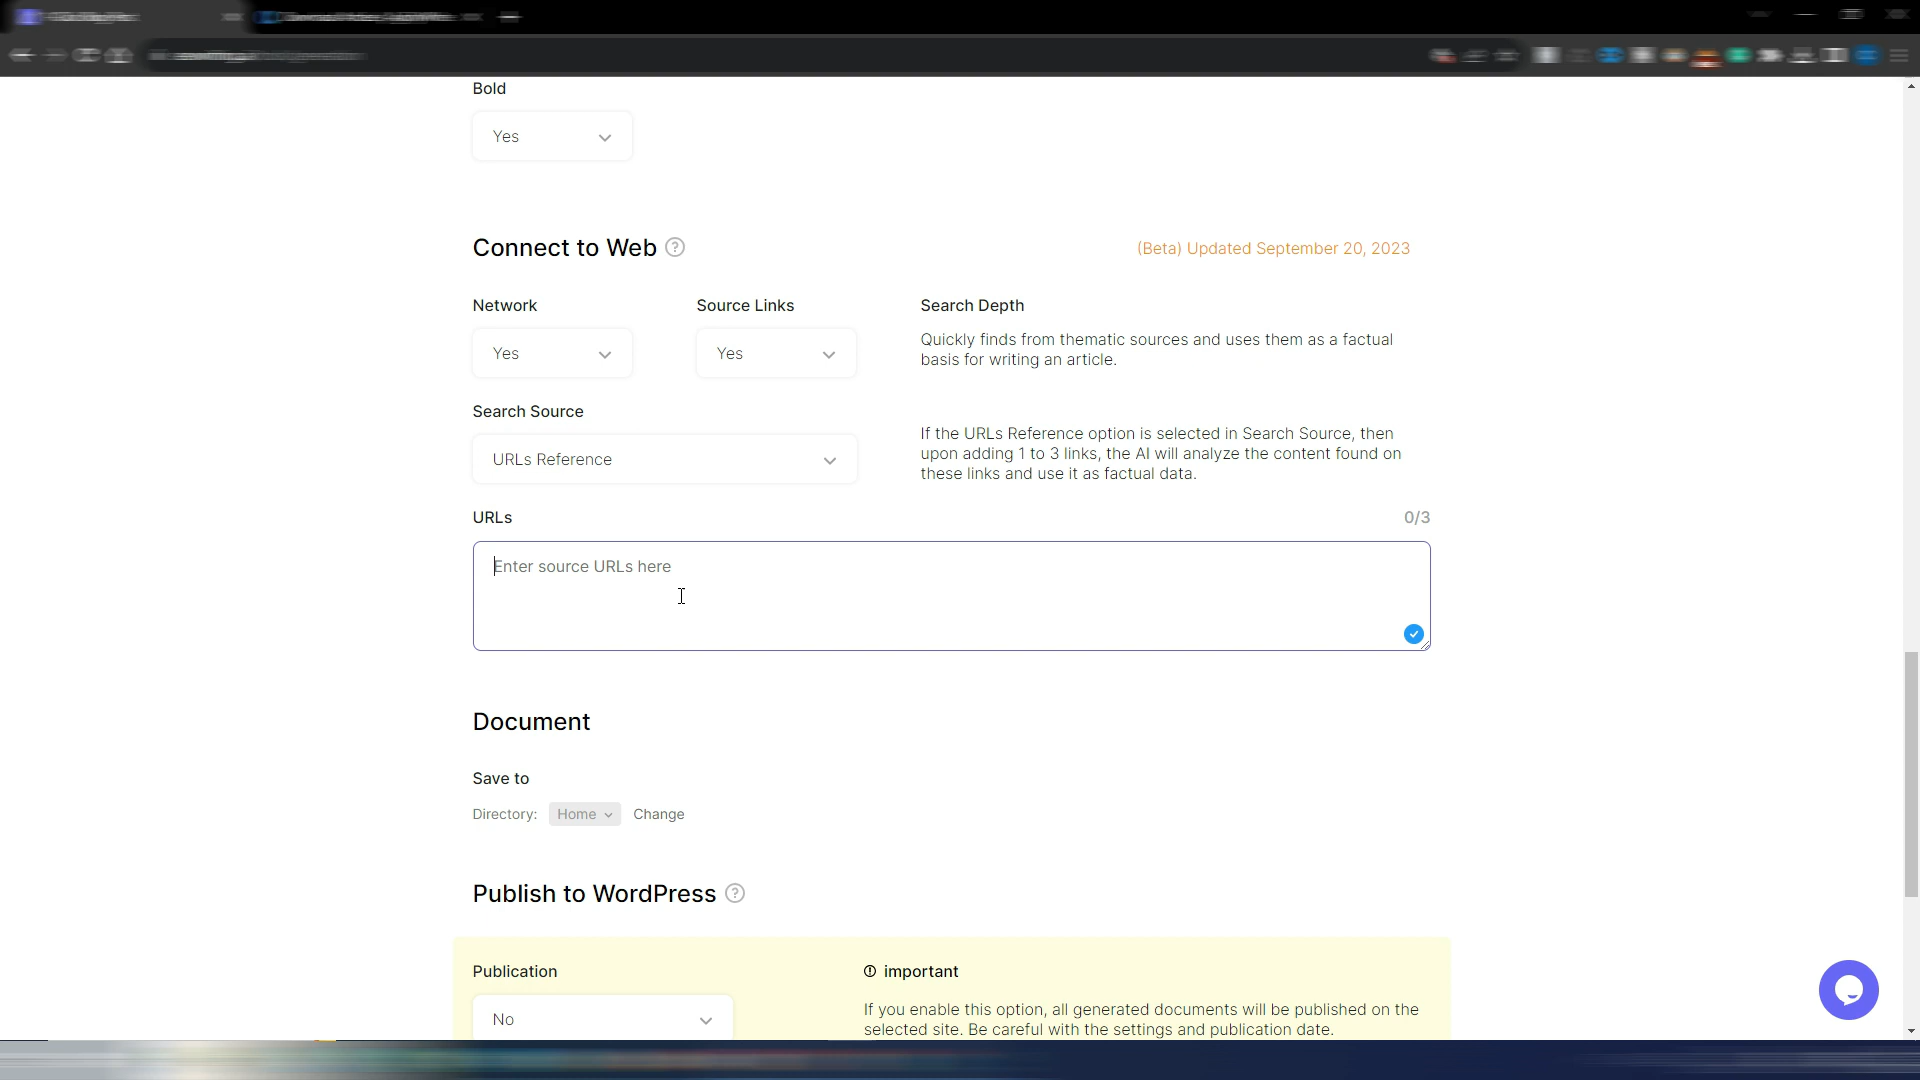 Bold
Yes
Connect to Web
(Beta) Updated September 20, 2023
Network
Source Links
Search Depth
Yes
Yes
Quickly finds from thematic sources and uses them as a factual
basis for writing an article.
Search Source
URLs Reference
If the URLs Reference option is selected in Search Source, then
upon adding 1 to 3 links, the AI will analyze the content found on
these links and use it as factual data.
URLs
0/3
Enter source URLs here
Document
Save to
Directory:
Home
Change
Publish to WordPress
Publication
important
No
If you enable this option, all generated documents will be published on the
selected site. Be careful with the settings and publication date.